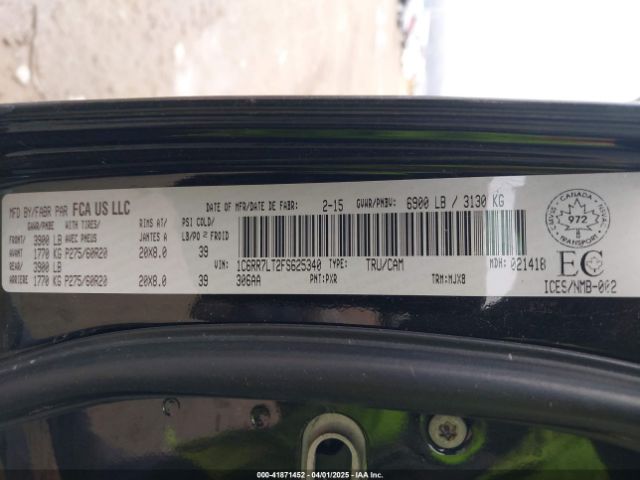 MFD BY/FABR PAR FCA US LLC
DATE OF MFR/DATE DE FABR: 2-15 GVWR/PNBV: 6900 LB / 3130 KG
GAWR/PNBE WITH TIRES/ RIMS AT/ PSI COLD/
FRONT/ 3900 LB AVEC PNEUS JANTES A LB/PO² FROID
AVANT 1770 KG P275/60R20 20X8.0 39
REAR/ 3900 LB
ARRIERE 1770 KG P275/60R20 20X8.0 39
VIN: 1C6RR7LT2FS625340 TYPE: TRU/CAM MDH: 021418
306AA PNT: PXR TRM: MJX8
CANADA
972
EC
ICES/NMB-002
00-41871452 - 04/01/2025 - IAA Inc.